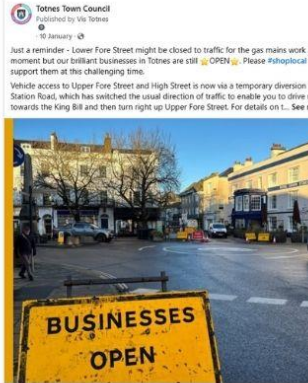 Totnes Town Council
Published by Vis Totnes
10 January ·
Just a reminder - Lower Fore Street might be closed to traffic for the gas mains work
moment but our brilliant businesses in Totnes are still ⭐OPEN⭐. Please #shoplocal
support them at this challenging time.
Vehicle access to Upper Fore Street and High Street is now via a temporary diversion
Station Road, which has switched the usual direction of traffic to enable you to drive
towards the King Bill and then turn right up Upper Fore Street. For details on t... See
BUSINESSES
OPEN